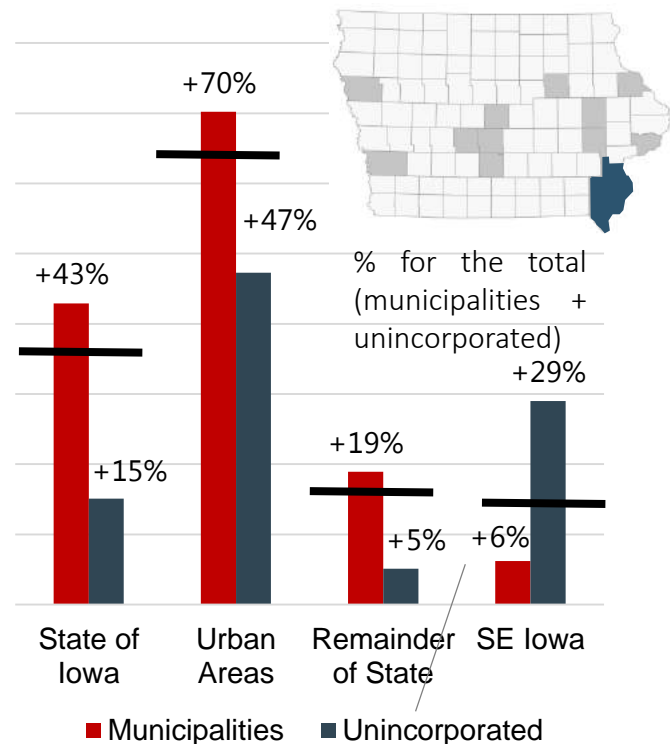 +70%
+47%
+43%
% for the total
(municipalities +
unincorporated)
+29%
+15%
+19%
+5%
+6%
State of
Iowa
Urban
Areas
Remainder
of State
SE Iowa
Municipalities
Unincorporated